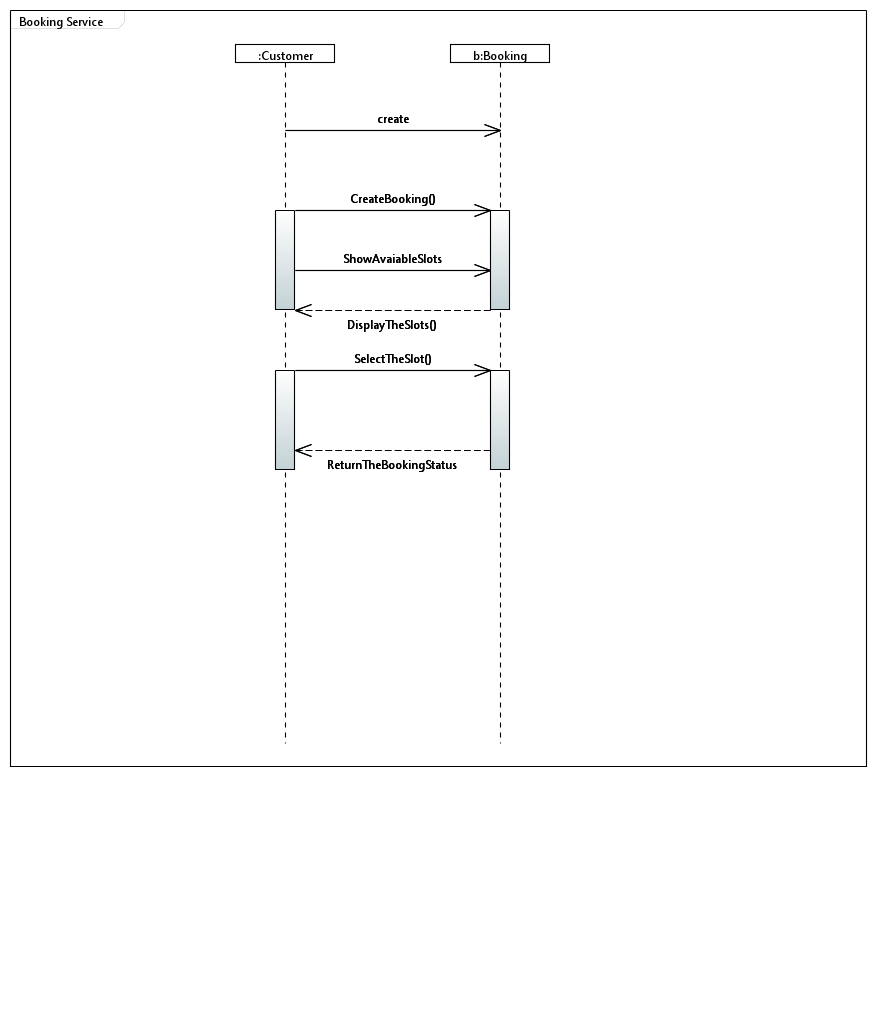 Booking Service
:Customer
b:Booking
create
CreateBooking()
ShowAvaiableSlots
DisplayTheSlots()
SelectTheSlot()
ReturnTheBookingStatus